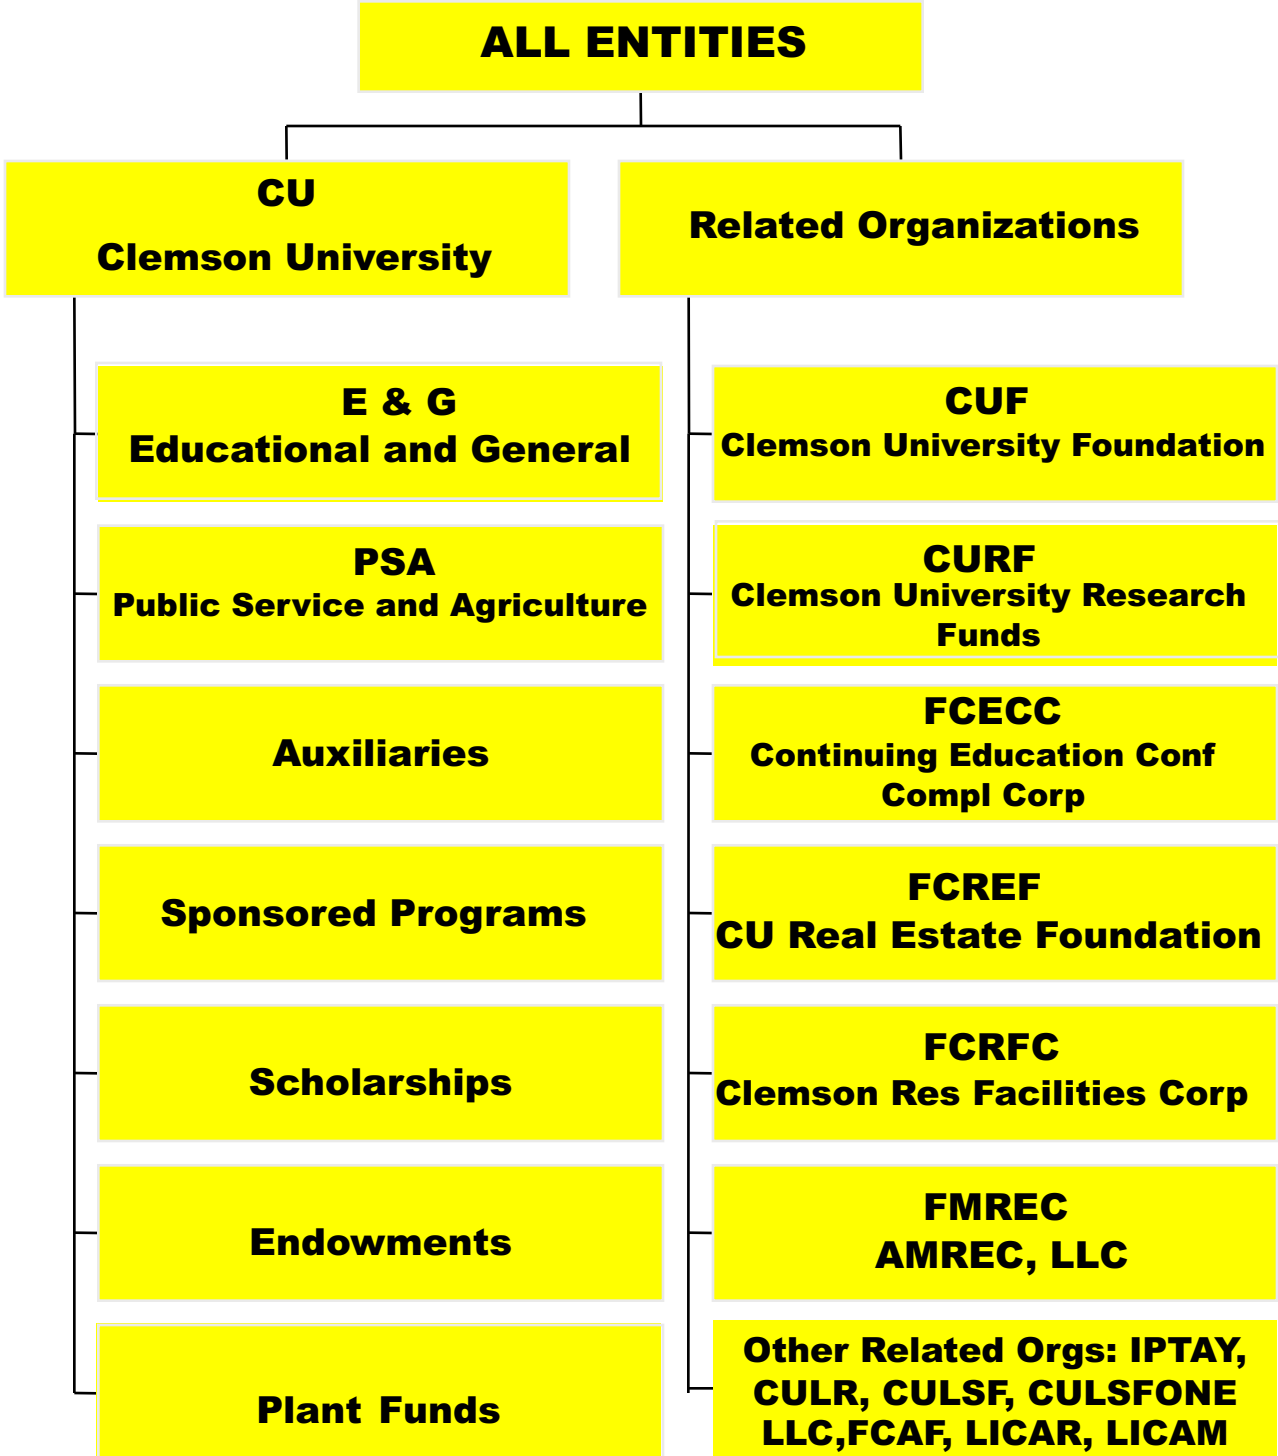 ALL ENTITIES
CU
Clemson University
Related Organizations
E & G
Educational and General
PSA
Public Service and Agriculture
Auxiliaries
Sponsored Programs
Scholarships
Endowments
Plant Funds
CUF
Clemson University Foundation
CURF
Clemson University Research
Funds
FCECC
Continuing Education Conf
Compl Corp
FCREF
CU Real Estate Foundation
FCRFC
Clemson Res Facilities Corp
FMREC
AMREC, LLC
Other Related Orgs: IPTAY,
CULR, CULSF, CULSFONE
LLC,FCAF, LICAR, LICAM